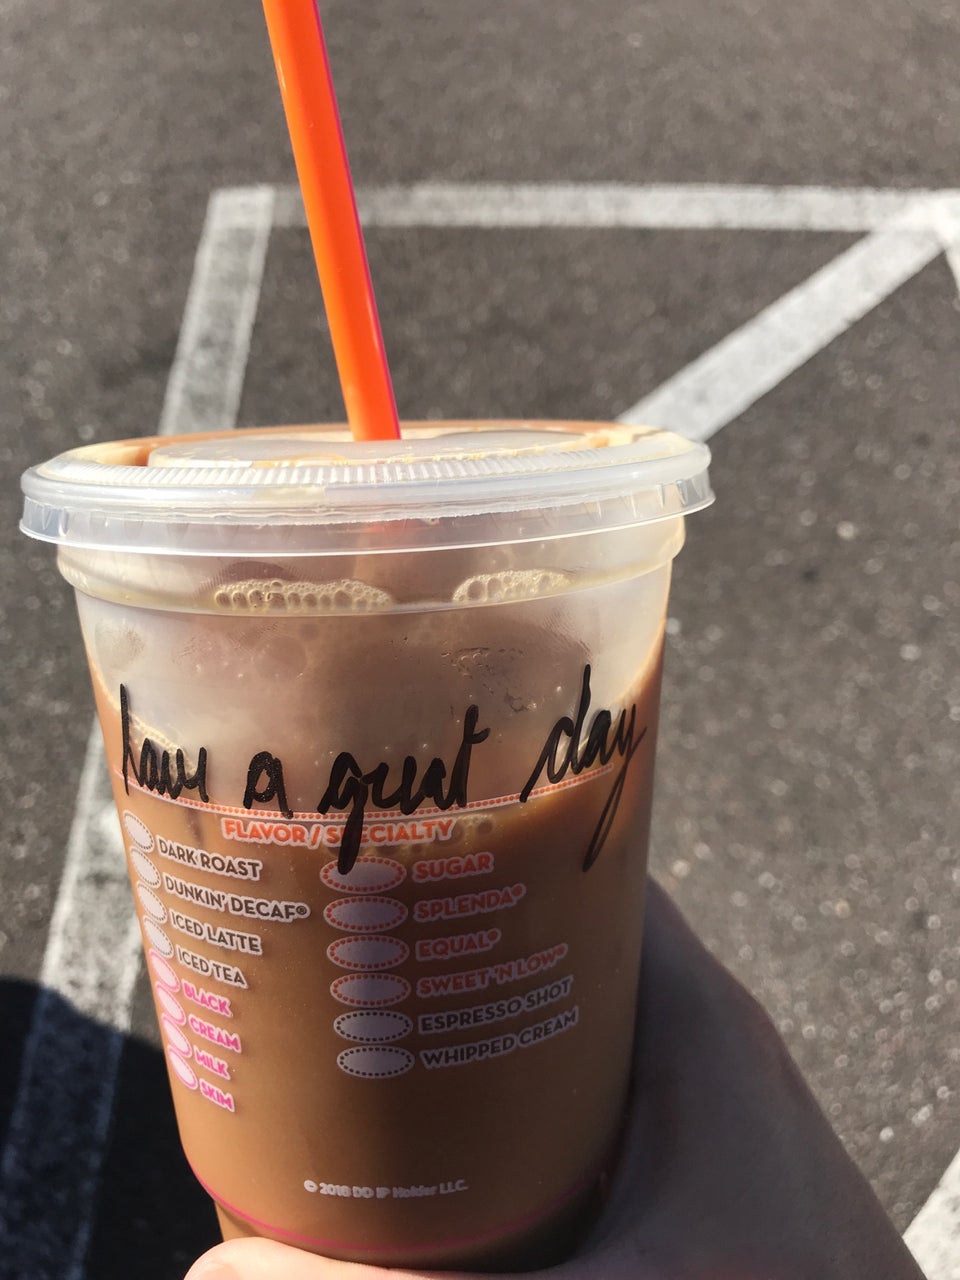 have a great day
FLAVOR / SPECIALTY
DARK ROAST
DUNKIN' DECAF®
ICED LATTE
ICED TEA
BLACK
CREAM
MILK
SKIM
SUGAR
SPLENDA®
EQUAL®
SWEET'N LOW®
ESPRESSO SHOT
WHIPPED CREAM
© 2018 DD IP Holder LLC.